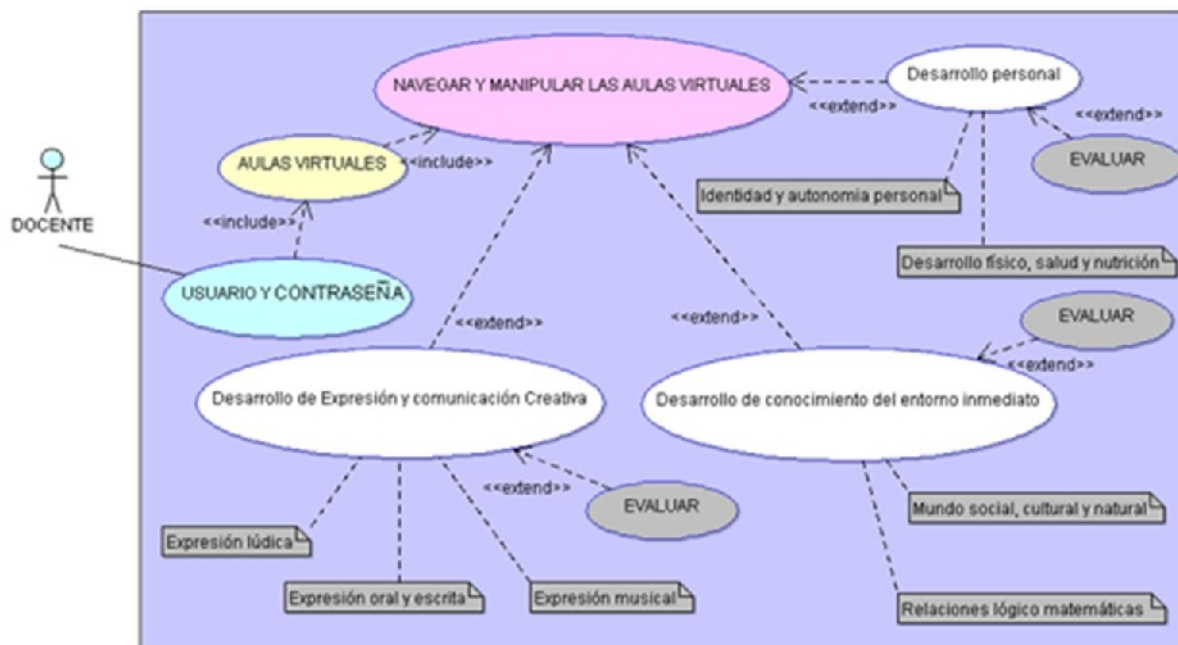 NAVEGAR Y MANIPULAR LAS AULAS VIRTUALES
Desarrollo personal
<<extend>>
<<extend>>
EVALUAR
AULAS VIRTUALES
<<include>>
Identidad y autonomia personal
DOCENTE
<<include>>
Desarrollo físico, salud y nutrición
USUARIO Y CONTRASEÑA
EVALUAR
<<extend>>
<<extend>>
<<extend>>
Desarrollo de Expresión y comunicación Creativa
Desarrollo de conocimiento del entorno inmediato
<<extend>>
EVALUAR
Mundo social, cultural y natural
Expresión lúdica
Expresión oral y escrita
Expresión musical
Relaciones lógico matemáticas